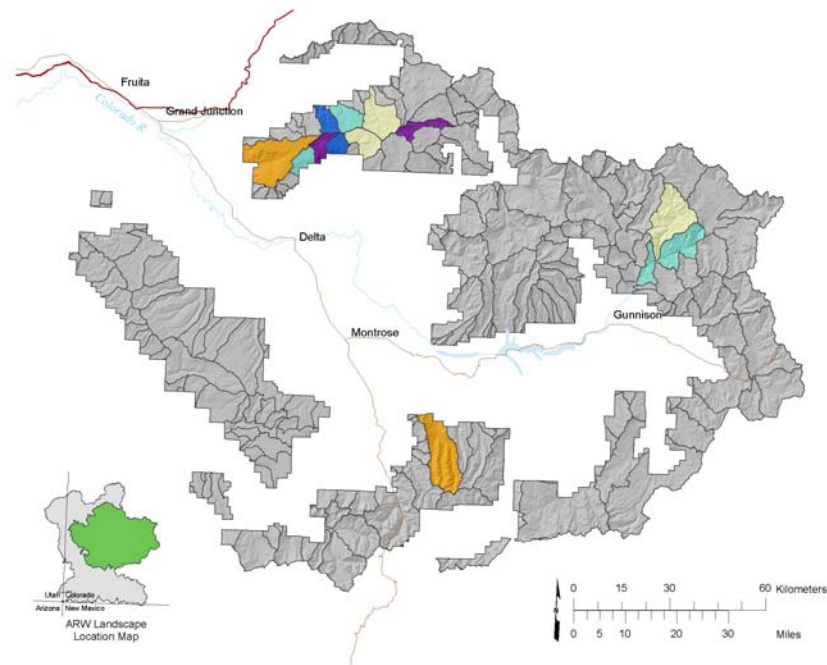 Fruita
Grand Junction
Colorado R.
Delta
Montrose
Gunnison
Utah Colorado
Arizona New Mexico
ARW Landscape
Location Map
0 15 30 60 Kilometers
0 5 10 20 30 Miles